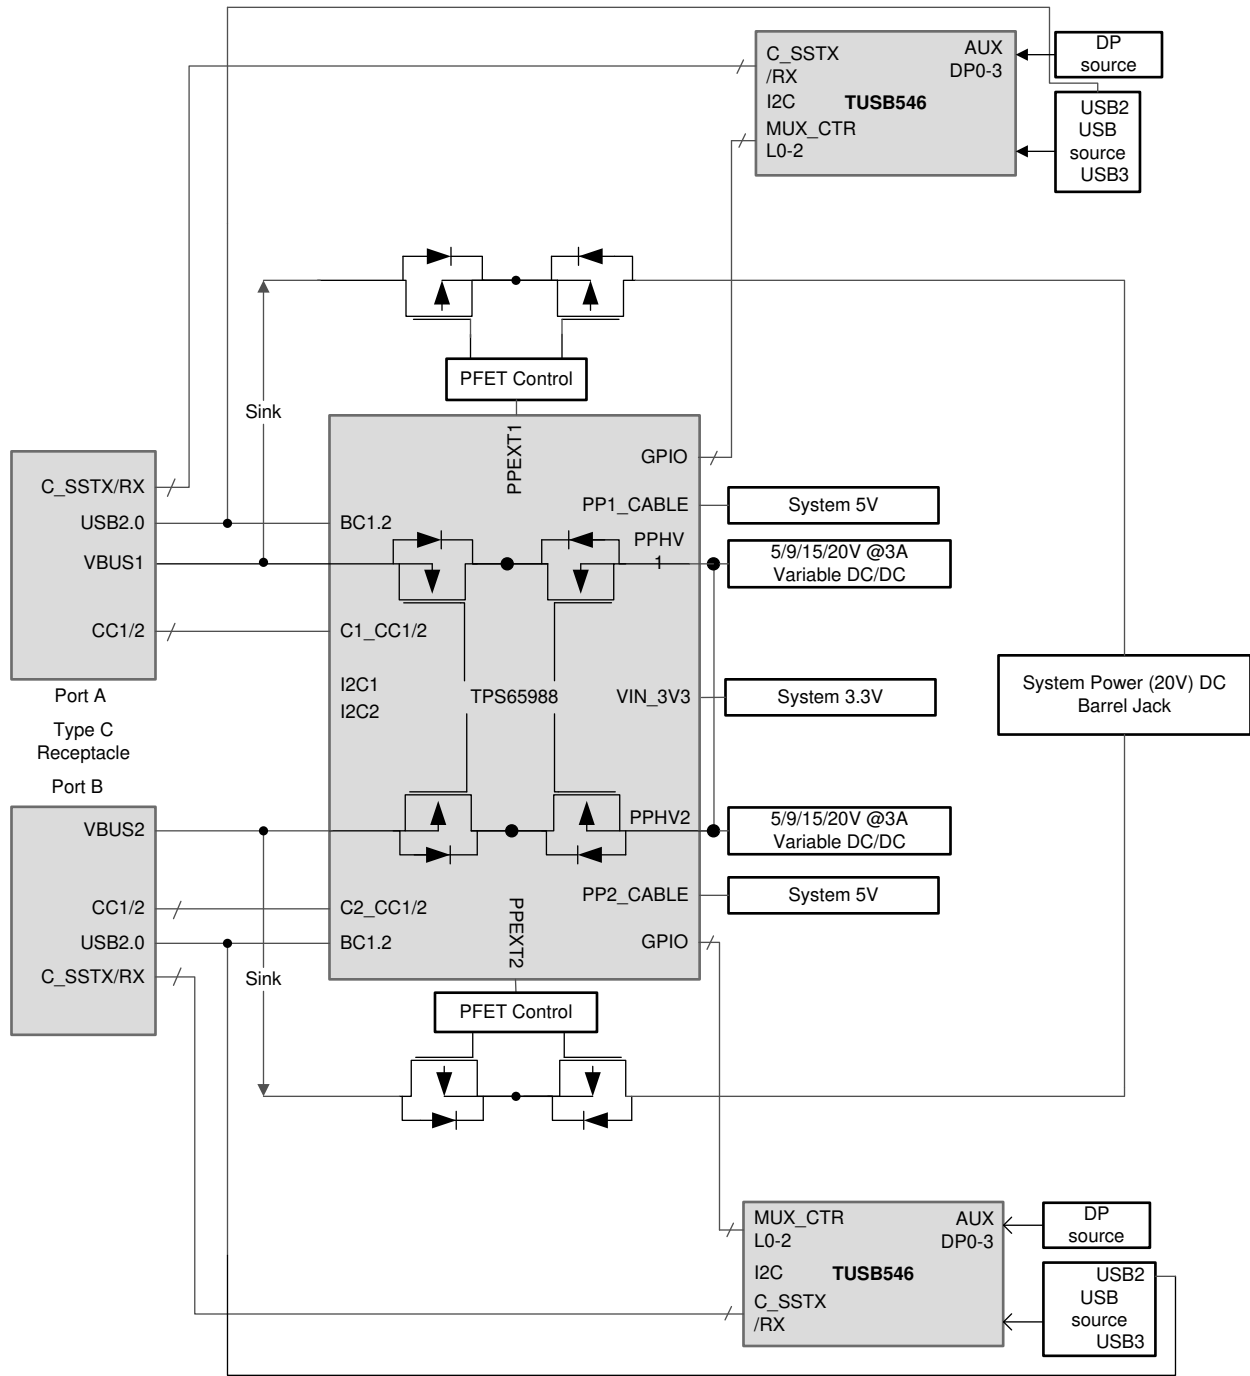 C_SSTX
/RX
I2C
MUX_CTR
L0-2
TUSB546
AUX
DP0-3
DP
source
USB2
USB
source
USB3
PFET Control
Sink
PPEXT1
GPIO
C_SSTX/RX
USB2.0
VBUS1
CC1/2
Port A
Type C
Receptacle
Port B
BC1.2
C1_CC1/2
I2C1
I2C2
TPS65988
PP1_CABLE
System 5V
PPHV
1
5/9/15/20V @3A
Variable DC/DC
VIN_3V3
System 3.3V
System Power (20V) DC
Barrel Jack
VBUS2
CC1/2
USB2.0
C_SSTX/RX
PPHV2
5/9/15/20V @3A
Variable DC/DC
PP2_CABLE
System 5V
C2_CC1/2
BC1.2
PPEXT2
GPIO
Sink
PFET Control
MUX_CTR
L0-2
I2C
C_SSTX
/RX
TUSB546
AUX
DP0-3
DP
source
USB2
USB
source
USB3